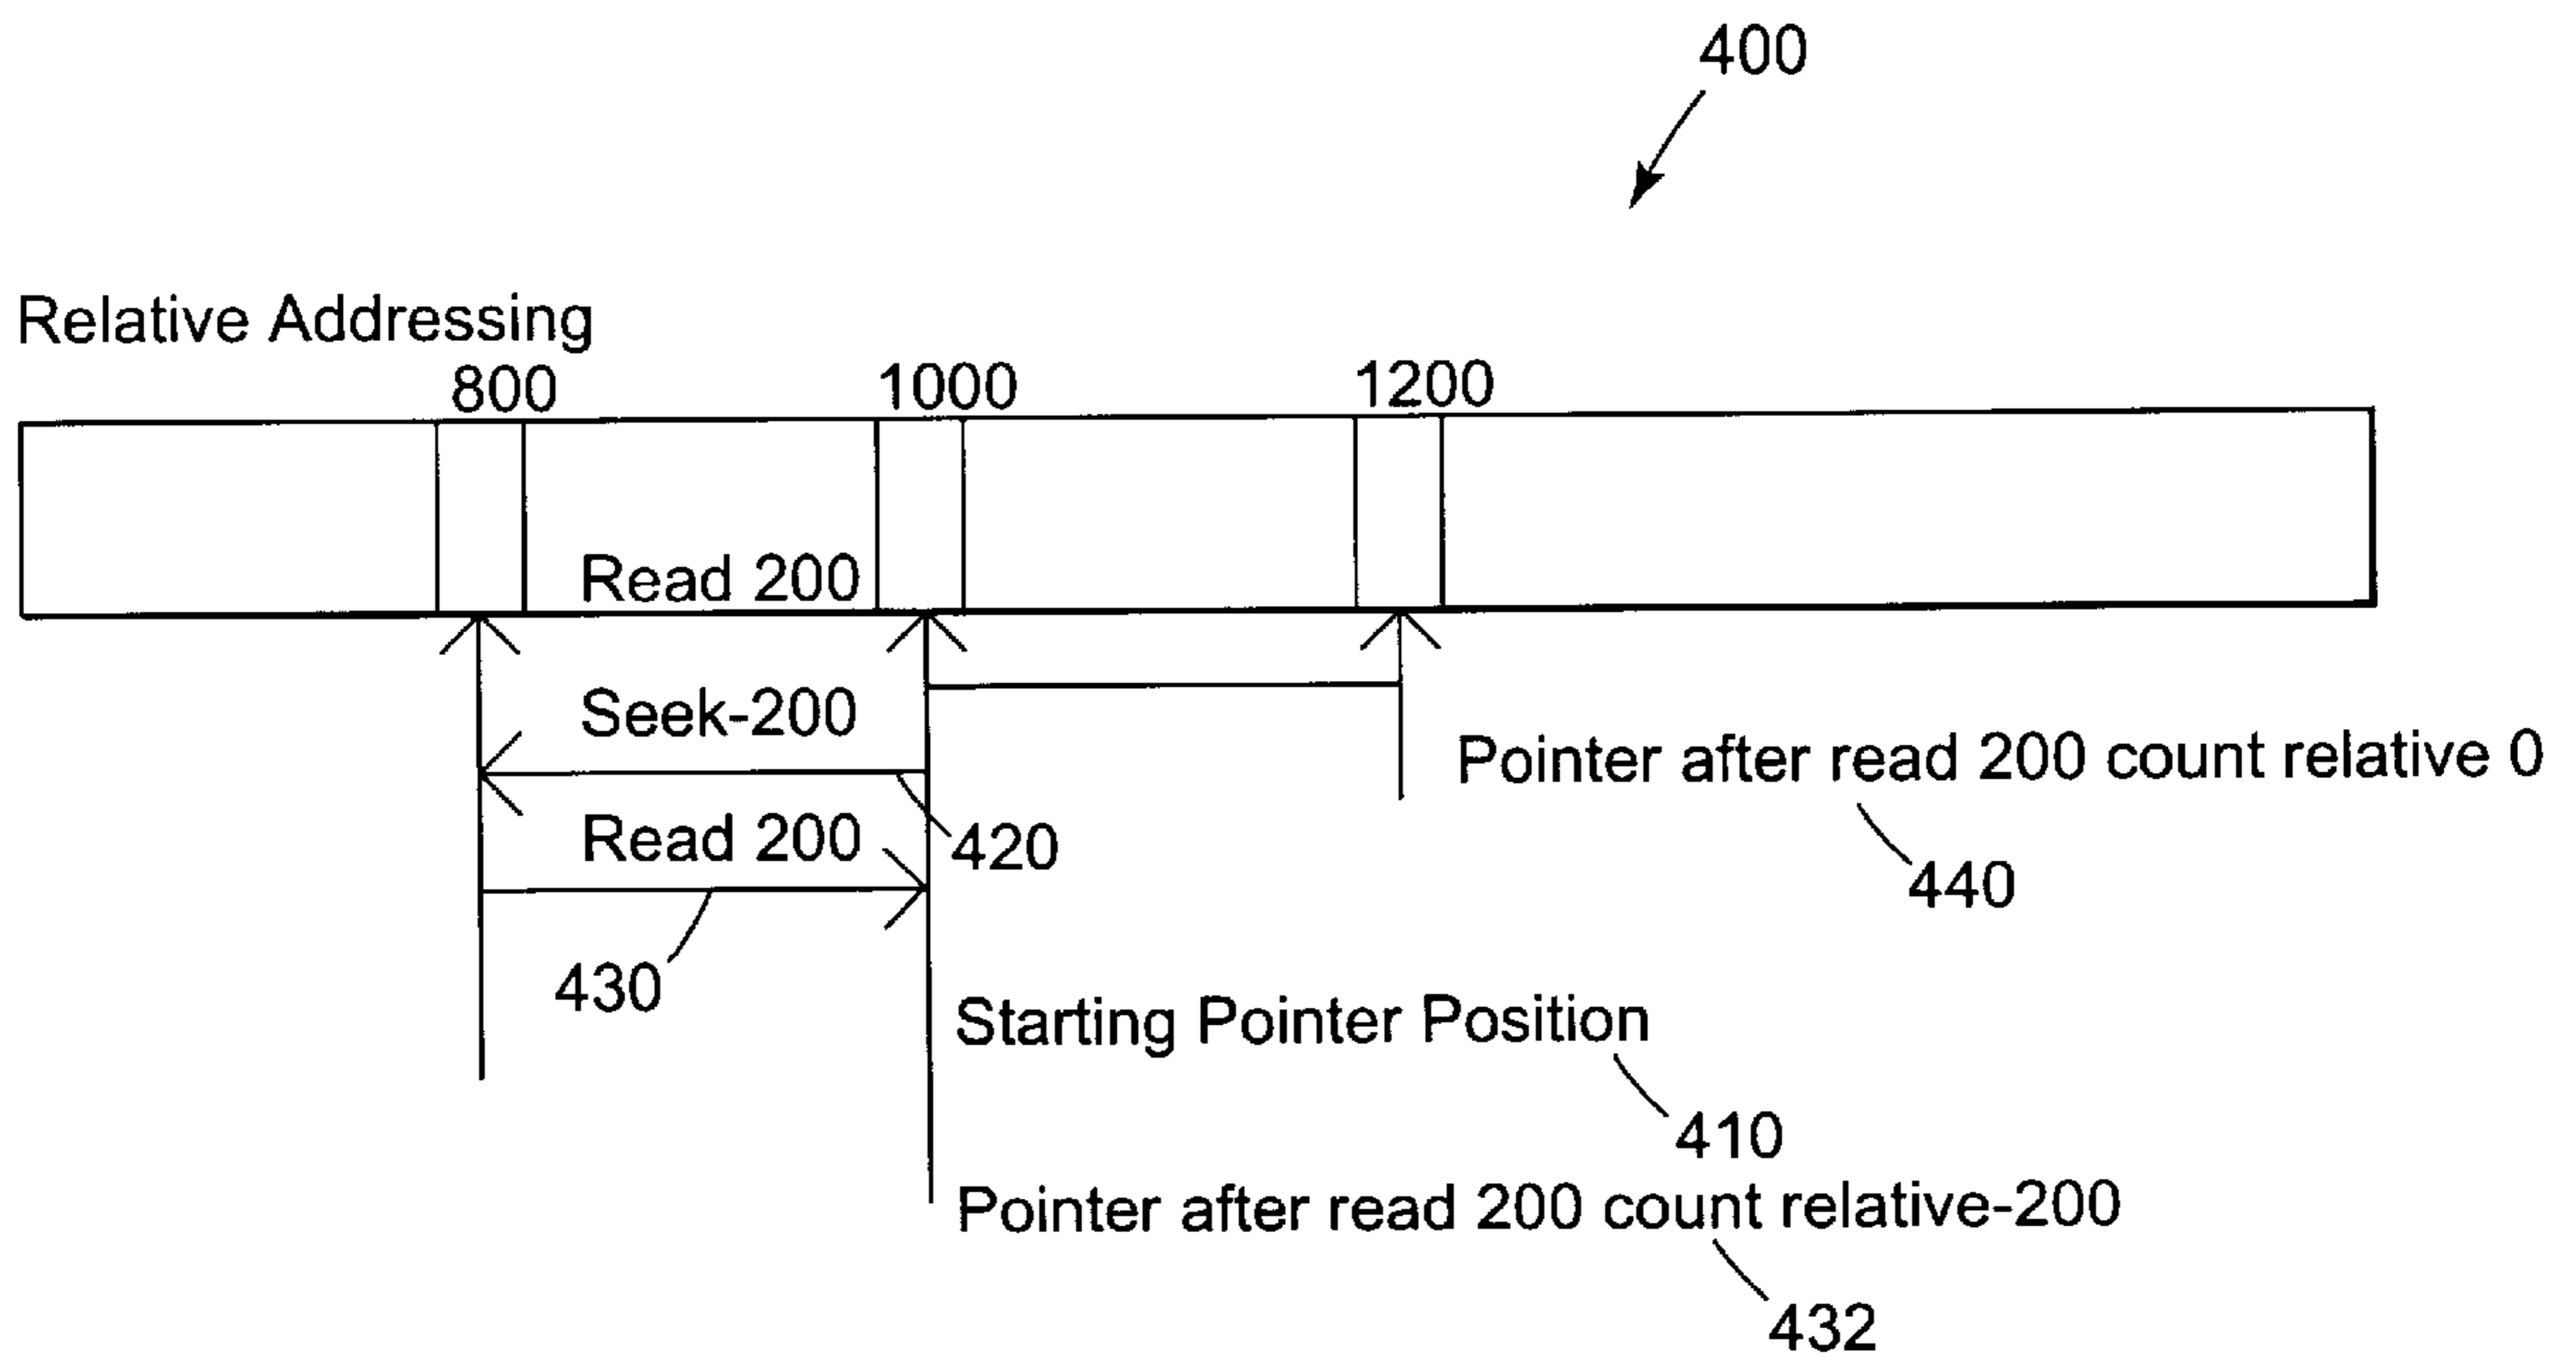 400
Relative Addressing
800 1000 1200
Read 200
Seek-200
Pointer after read 200 count relative 0
Read 200
420
440
430
Starting Pointer Position
410
Pointer after read 200 count relative-200
432